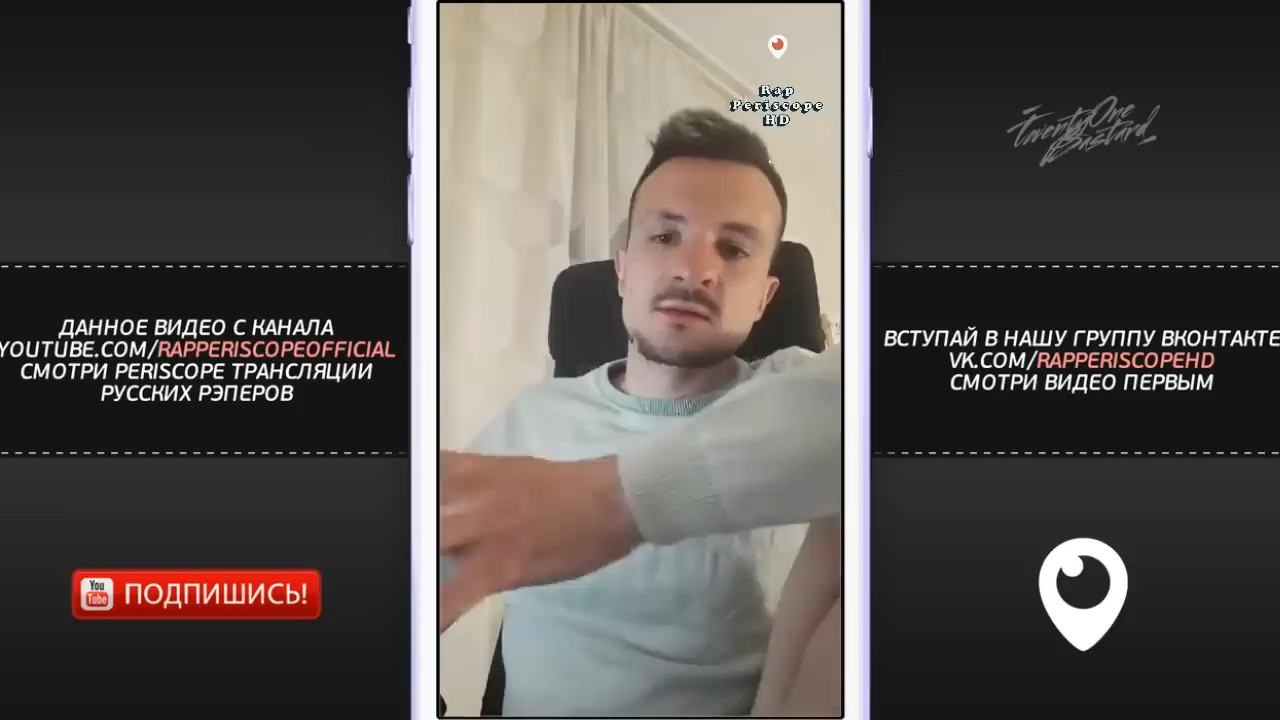 Rap
Periscope
HD
TwentyOne
Bastard
ДАННОЕ ВИДЕО С КАНАЛА
YOUTUBE.COM/RAPPERISCOPEOFFICIAL
СМОТРИ PERISCOPE ТРАНСЛЯЦИИ
РУССКИХ РЭПЕРОВ
ВСТУПАЙ В НАШУ ГРУППУ ВКОНТАКТЕ
VK.COM/RAPPERISCOPEHD
СМОТРИ ВИДЕО ПЕРВЫМ
You
Tube
ПОДПИШИСЬ!